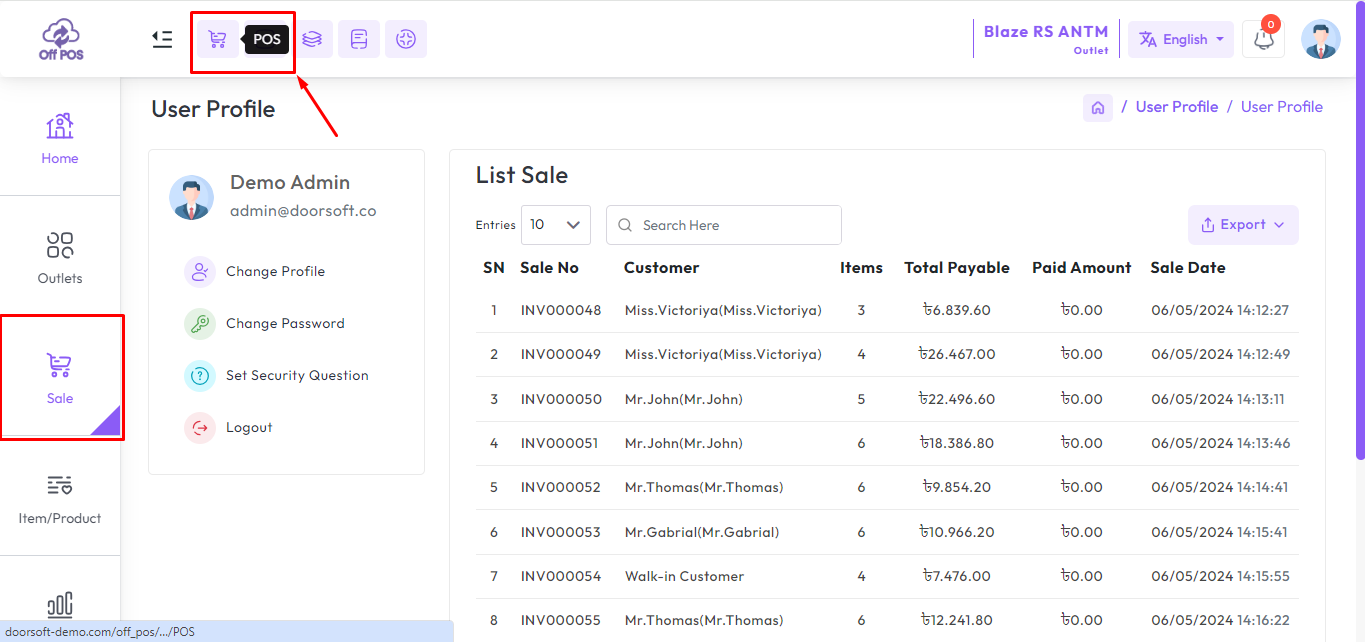 Off POS
POS
Blaze RS ANTM
Outlet
English
0
Home
Outlets
Sale
Item/Product
User Profile
/ User Profile / User Profile
Demo Admin
admin@doorsoft.co
Change Profile
Change Password
Set Security Question
Logout
List Sale
Entries 10 Search Here Export
SN Sale No Customer Items Total Payable Paid Amount Sale Date
1 INV000048 Miss.Victoriya(Miss.Victoriya) 3 ৳6.839.60 ৳0.00 06/05/2024 14:12:27
2 INV000049 Miss.Victoriya(Miss.Victoriya) 4 ৳26.467.00 ৳0.00 06/05/2024 14:12:49
3 INV000050 Mr.John(Mr.John) 5 ৳22.496.60 ৳0.00 06/05/2024 14:13:11
4 INV000051 Mr.John(Mr.John) 6 ৳18.386.80 ৳0.00 06/05/2024 14:13:46
5 INV000052 Mr.Thomas(Mr.Thomas) 6 ৳9.854.20 ৳0.00 06/05/2024 14:14:41
6 INV000053 Mr.Gabrial(Mr.Gabrial) 6 ৳10.966.20 ৳0.00 06/05/2024 14:15:41
7 INV000054 Walk-in Customer 4 ৳7.476.00 ৳0.00 06/05/2024 14:15:55
8 INV000055 Mr.Thomas(Mr.Thomas) 6 ৳12.241.80 ৳0.00 06/05/2024 14:16:22
doorsoft-demo.com/off_pos/.../POS